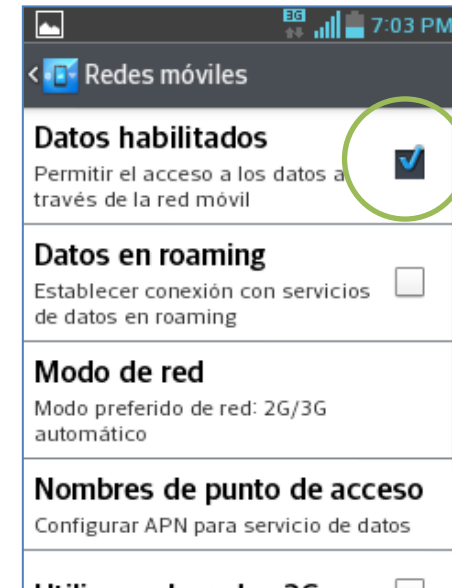 3G 7:03 PM
< Redes móviles
Datos habilitados
Permitir el acceso a los datos a
través de la red móvil
Datos en roaming
Establecer conexión con servicios
de datos en roaming
Modo de red
Modo preferido de red: 2G/3G
automático
Nombres de punto de acceso
Configurar APN para servicio de datos